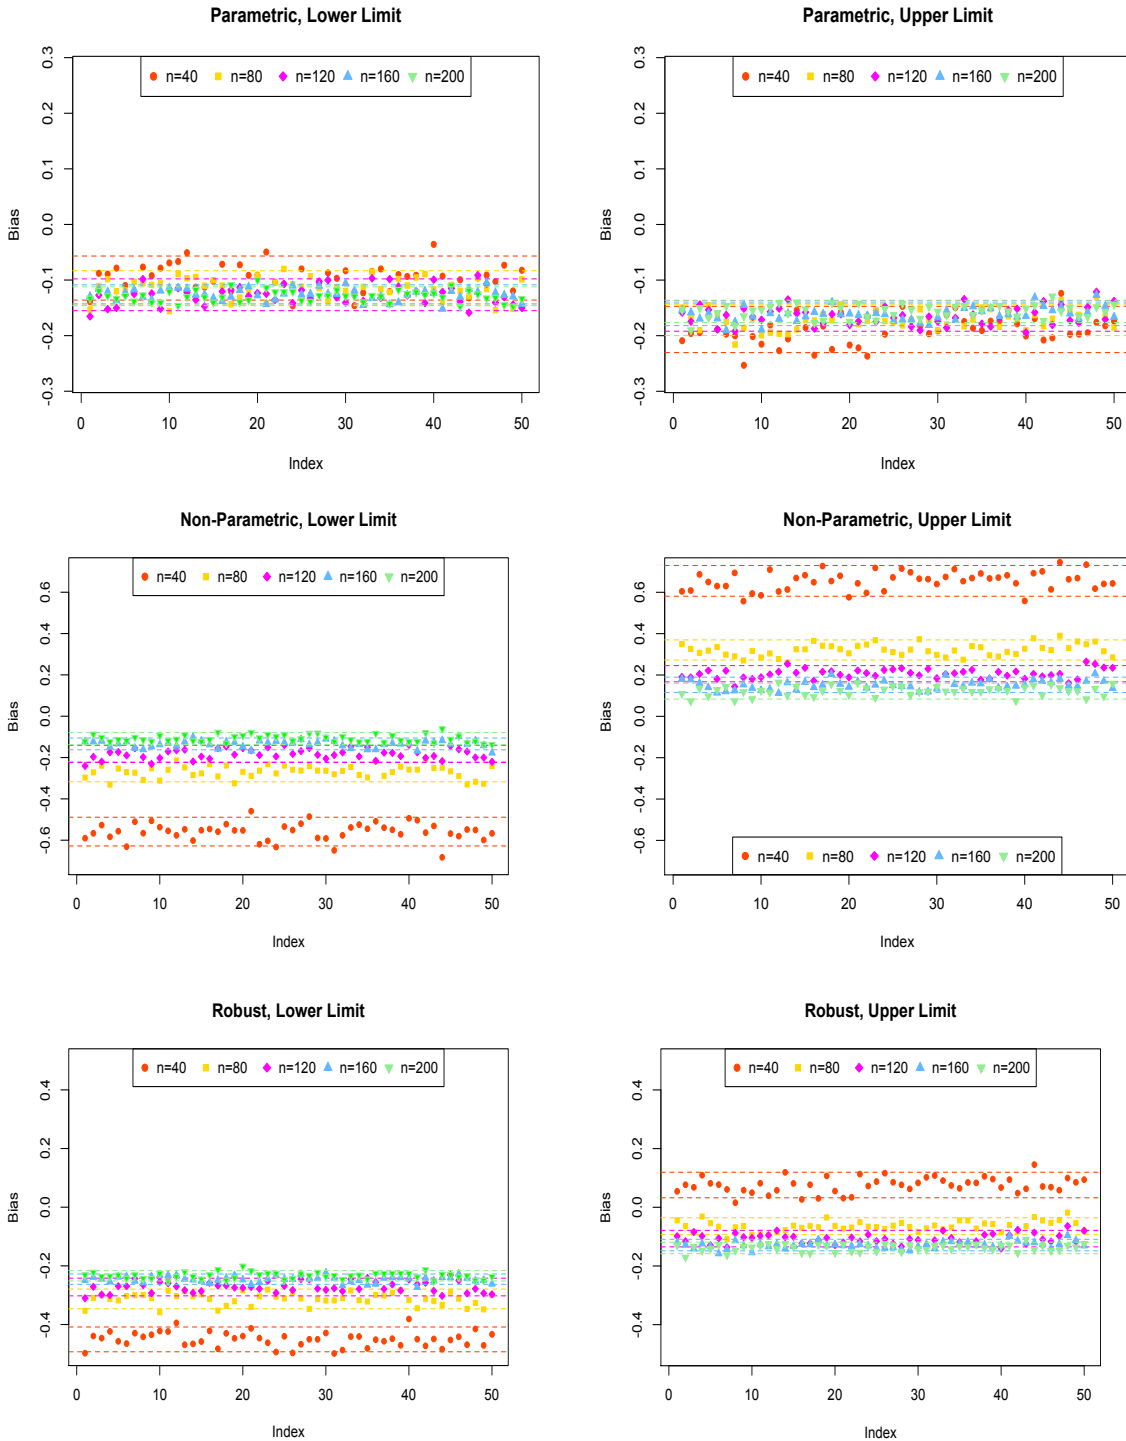 Parametric, Lower Limit
n=40 n=80 n=120 n=160 n=200
0.3
0.2
0.1
0.0
-0.1
-0.2
-0.3
Bias
0 10 20 30 40 50
Index
Parametric, Upper Limit
n=40 n=80 n=120 n=160 n=200
0.3
0.2
0.1
0.0
-0.1
-0.2
-0.3
Bias
0 10 20 30 40 50
Index
Non-Parametric, Lower Limit
n=40 n=80 n=120 n=160 n=200
0.6
0.4
0.2
0.0
-0.2
-0.4
-0.6
Bias
0 10 20 30 40 50
Index
Non-Parametric, Upper Limit
0.6
0.4
0.2
0.0
-0.2
-0.4
-0.6
Bias
n=40 n=80 n=120 n=160 n=200
0 10 20 30 40 50
Index
Robust, Lower Limit
n=40 n=80 n=120 n=160 n=200
0.4
0.2
0.0
-0.2
-0.4
Bias
0 10 20 30 40 50
Index
Robust, Upper Limit
n=40 n=80 n=120 n=160 n=200
0.4
0.2
0.0
-0.2
-0.4
Bias
0 10 20 30 40 50
Index